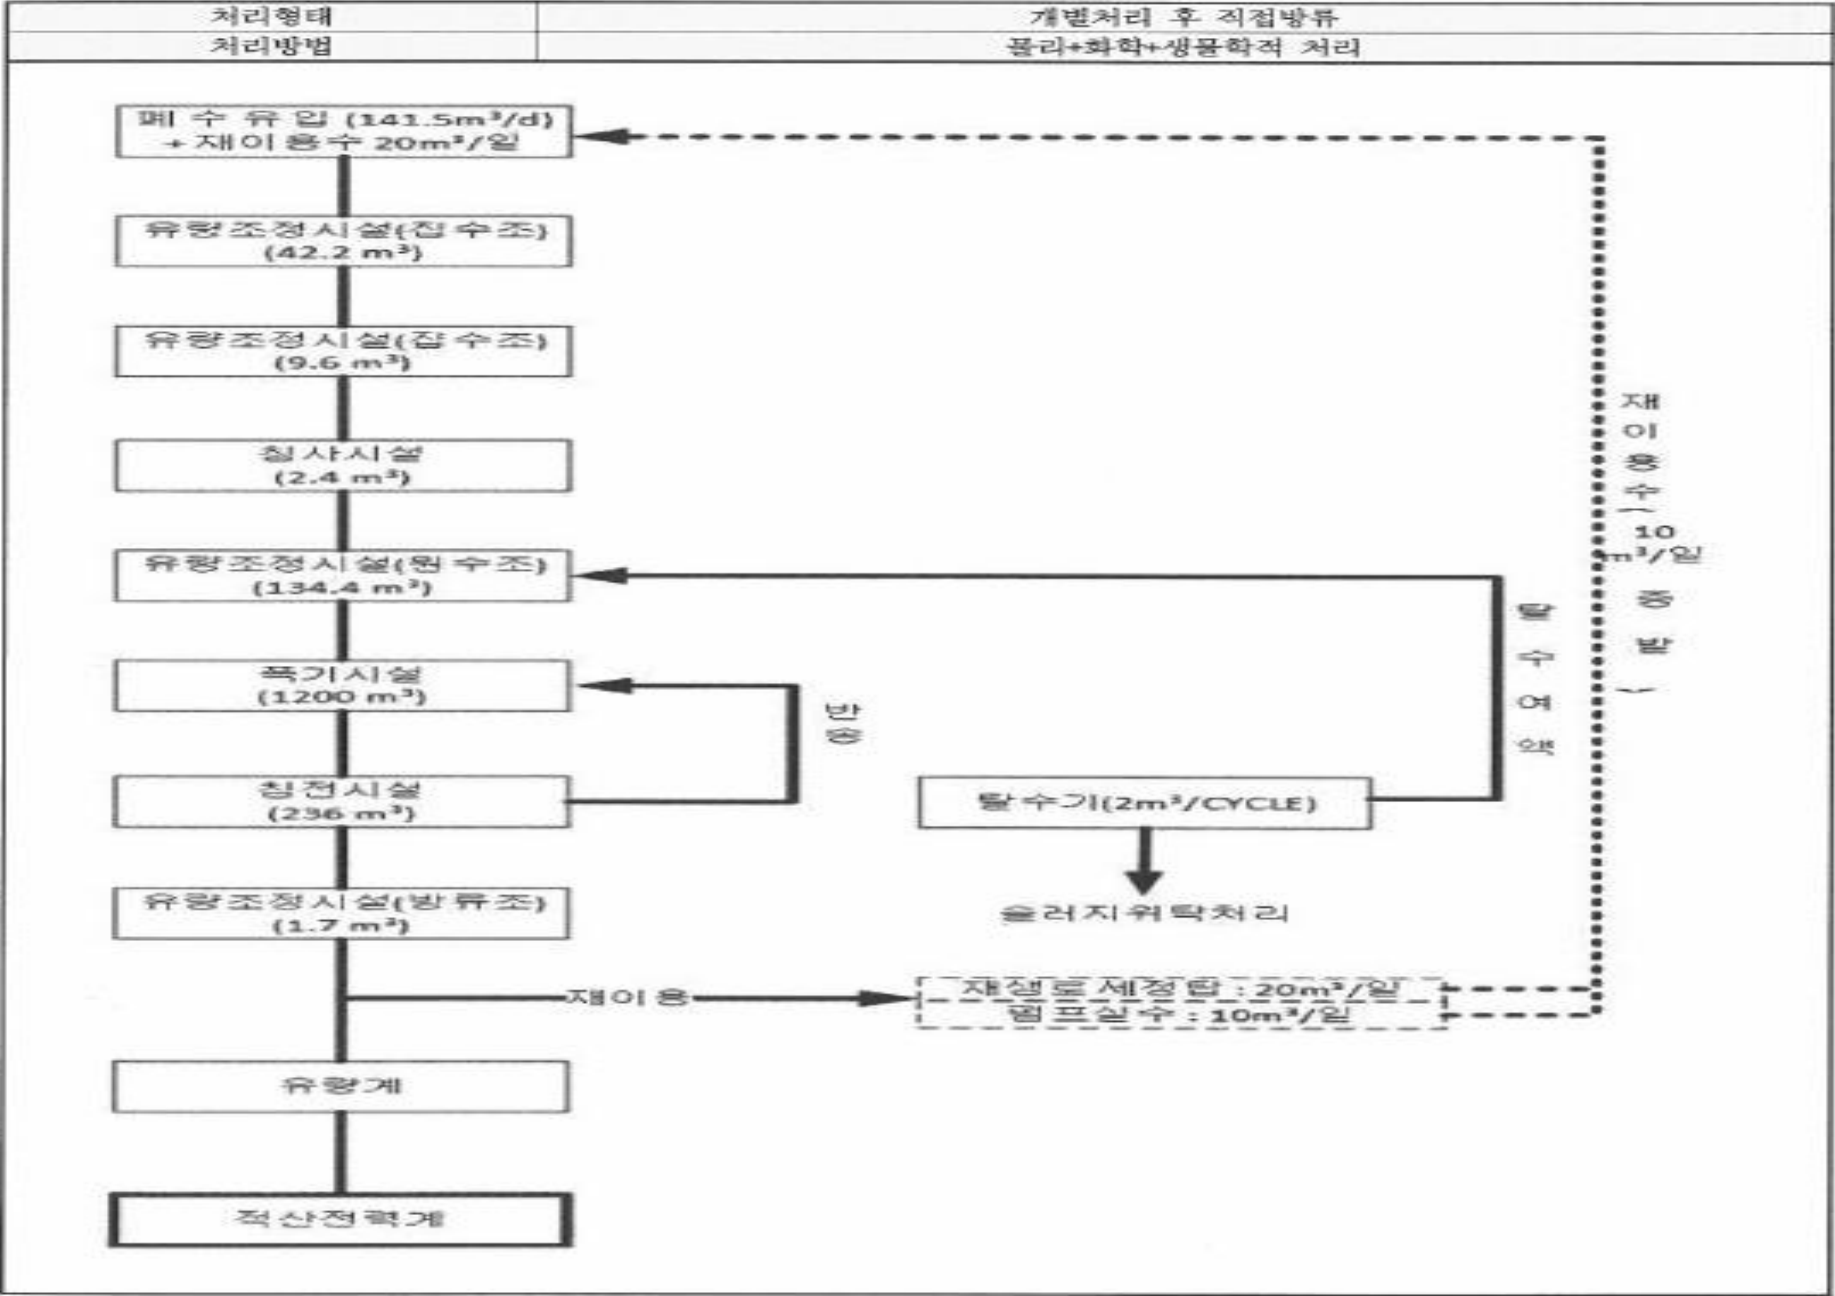 처리형태
개별처리 후 직접방류
처리방법
물리+화학+생물학적 처리
폐수유입 (141.5m³/d)
+재이용수 20m³/일
유량조정시설(집수조)
(42.2 m³)
유량조정시설(집수조)
(9.6 m³)
침사시설
(2.4 m³)
유량조정시설(원수조)
(134.4 m³)
폭기시설
(1200 m³)
반송
침전시설
(236 m³)
탈수기(2m³/CYCLE)
탈수여액
재이용수(10m³/일 증발)
유량조정시설(방류조)
(1.7 m³)
슬러지위탁처리
재이용
재생로세정탑 : 20m³/일
펌프실수 : 10m³/일
유량계
적산전력계